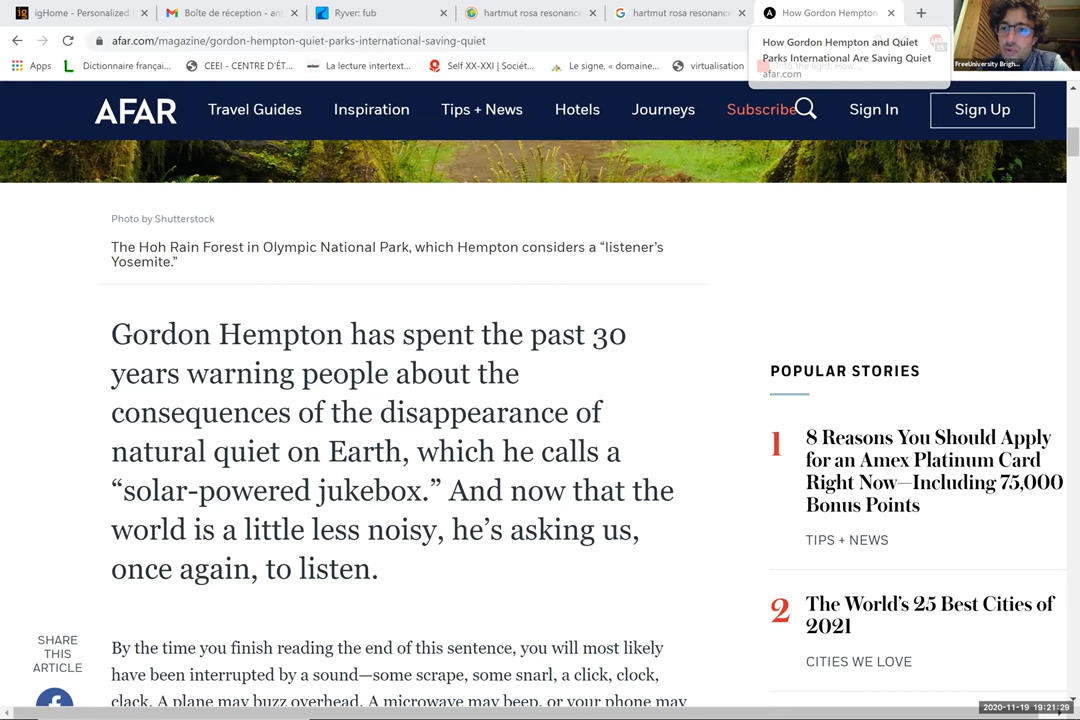 igHome - Personalized
Boîte de réception - an
Ryver: fub
hartmut rosa resonance
hartmut rosa resonance
How Gordon Hempton
afar.com/magazine/gordon-hempton-quiet-parks-international-saving-quiet
How Gordon Hempton and Quiet
Parks International Are Saving Quiet
afar.com
FreeUniversity Brigh...
Apps
Dictionnaire françai...
CEEI - CENTRE D'ÉT...
La lecture intertext...
Self XX-XXI | Sociét...
Le signe, « domaine...
virtualisation
AFAR
Travel Guides
Inspiration
Tips + News
Hotels
Journeys
Subscribe
Sign In
Sign Up
Photo by Shutterstock
The Hoh Rain Forest in Olympic National Park, which Hempton considers a “listener’s
Yosemite.”
Gordon Hempton has spent the past 30
years warning people about the
consequences of the disappearance of
natural quiet on Earth, which he calls a
“solar-powered jukebox.” And now that the
world is a little less noisy, he’s asking us,
once again, to listen.
SHARE
THIS
ARTICLE
By the time you finish reading the end of this sentence, you will most likely
have been interrupted by a sound—some scrape, some snarl, a click, clock,
clack. A plane may buzz overhead. A microwave may beep, or your phone may
POPULAR STORIES
1
8 Reasons You Should Apply
for an Amex Platinum Card
Right Now—Including 75,000
Bonus Points
TIPS + NEWS
2
The World’s 25 Best Cities of
2021
CITIES WE LOVE
2020-11-19 19:21:29